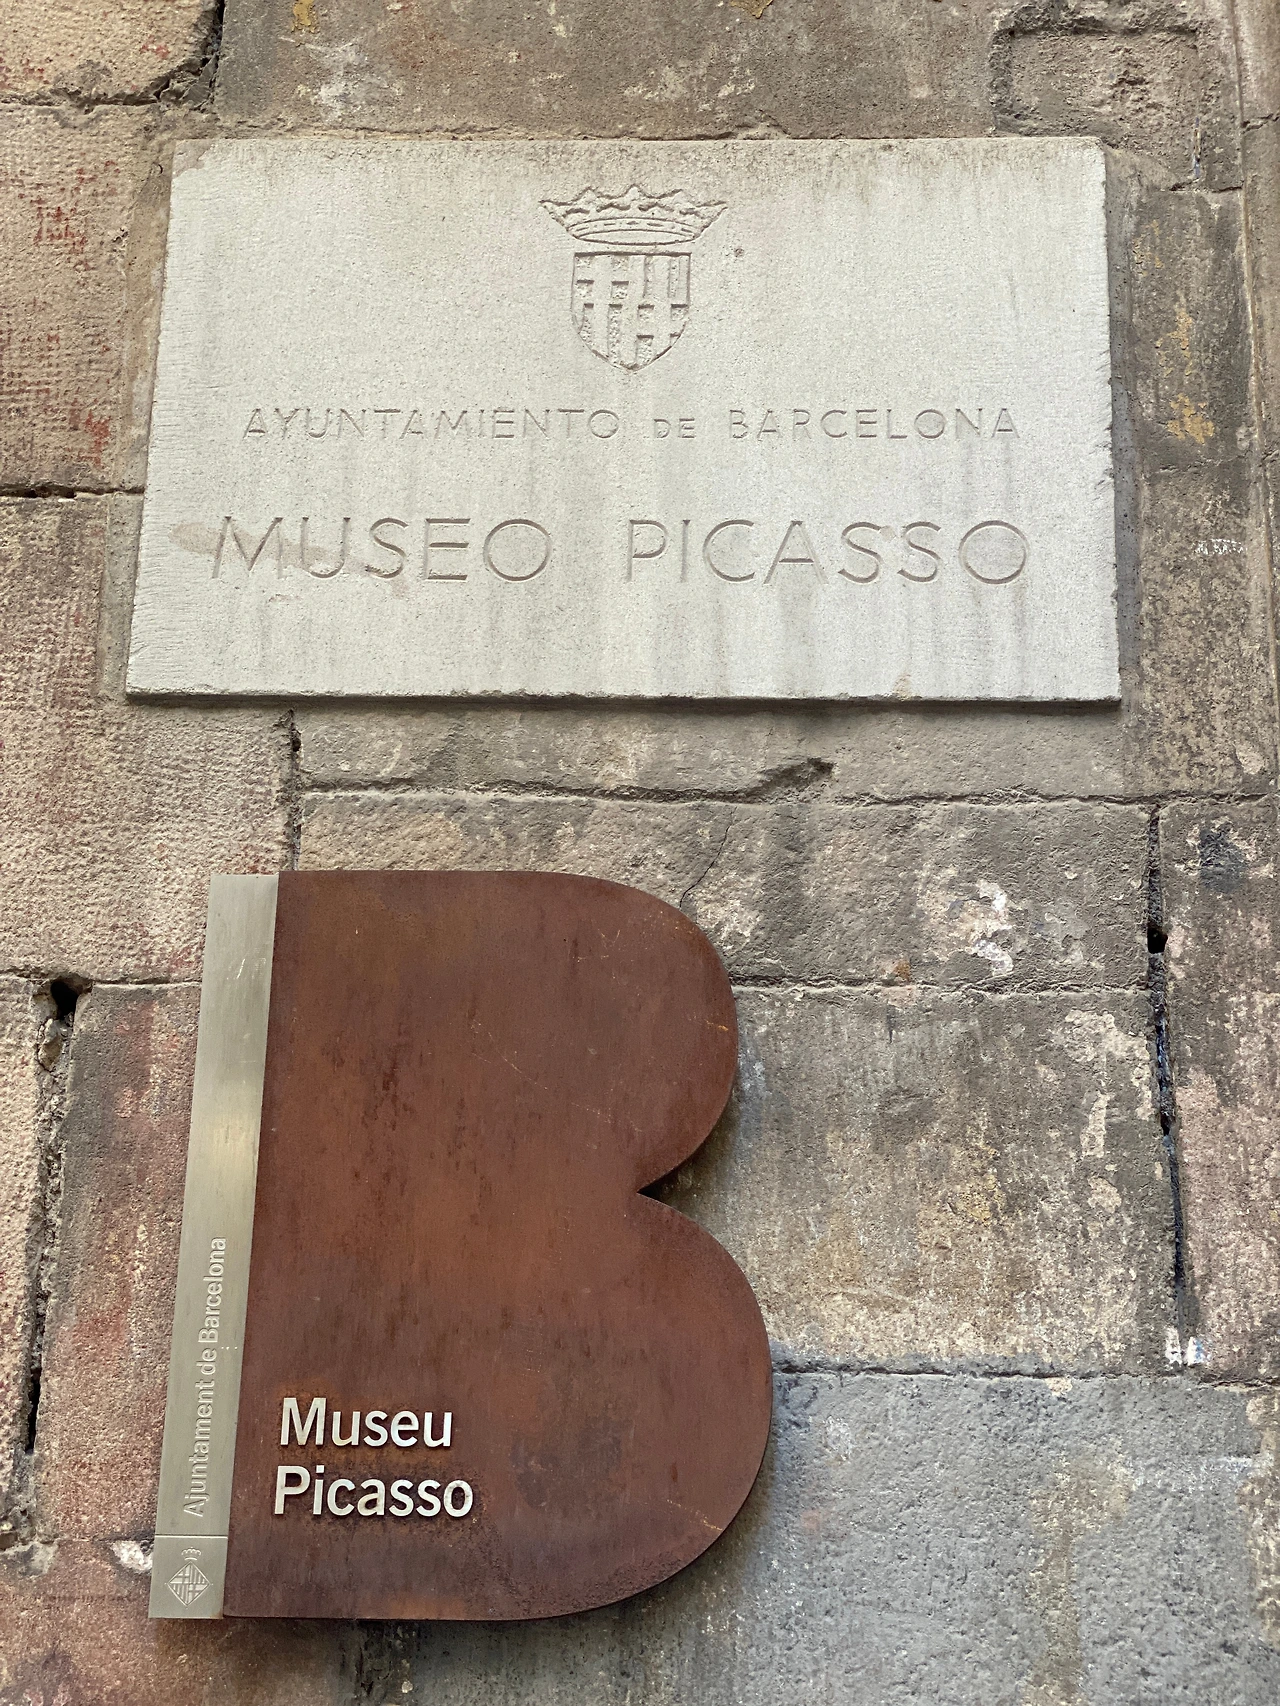 AYUNTAMIENTO DE BARCELONA
MUSEO PICASSO
Ajuntament de Barcelona
Museu
Picasso